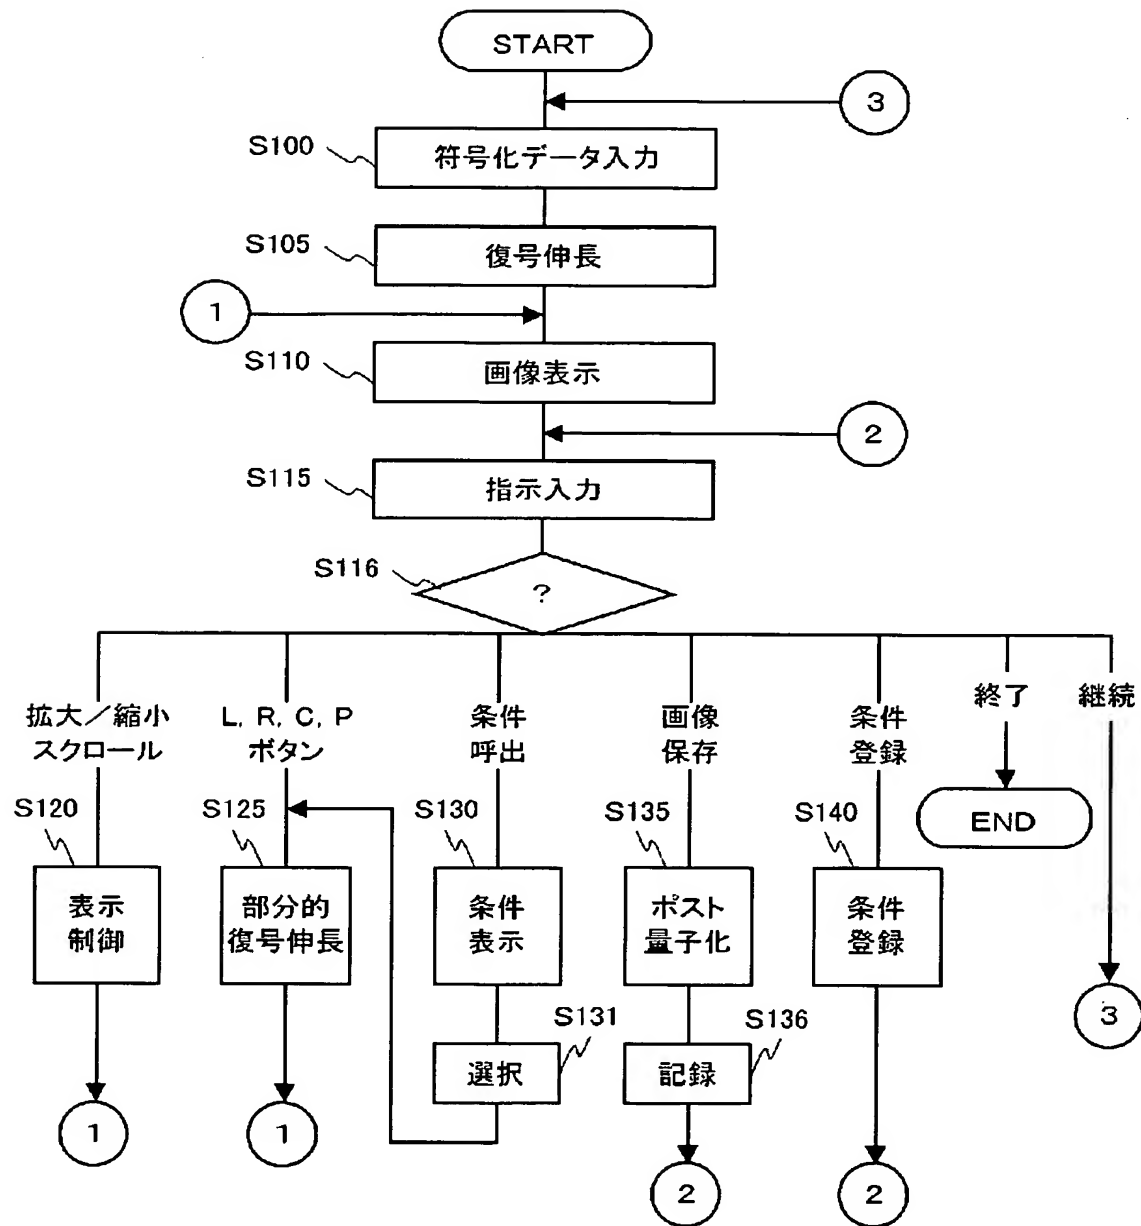 START
3
S100
符号化データ入力
S105
復号伸長
1
S110
画像表示
2
S115
指示入力
S116
?
拡大／縮小
スクロール
L, R, C, P
ボタン
条件
呼出
画像
保存
条件
登録
終了
継続
S120
S125
S130
S135
S140
END
表示
制御
部分的
復号伸長
条件
表示
ポスト
量子化
条件
登録
3
S131
S136
選択
記録
1
1
2
2